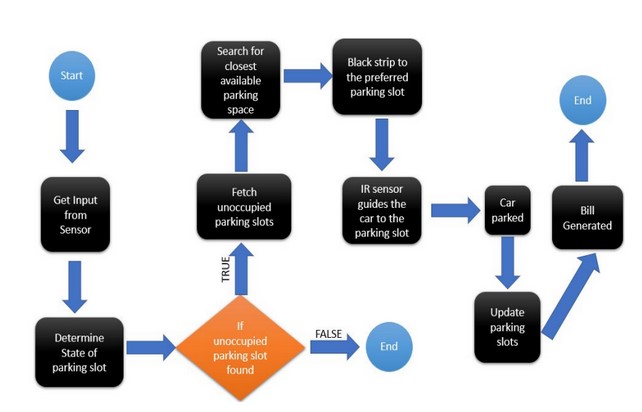 Start
Get Input
from
Sensor
Determine
State of
parking slot
If
unoccupied
parking slot
found
TRUE
FALSE
End
Fetch
unoccupied
parking slots
Search for
closest
available
parking
space
Black strip to
the preferred
parking slot
IR sensor
guides the
car to the
parking slot
Car
parked
Update
parking
slots
Bill
Generated
End